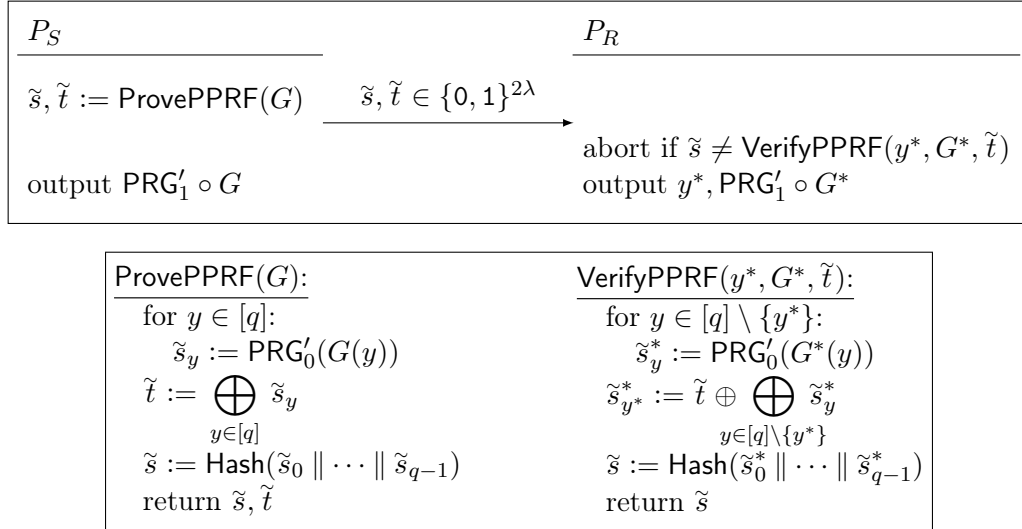 P_S
P_R
s̃, t̃ := ProvePPRF(G)
s̃, t̃ ∈ {0, 1}^{2λ}
abort if s̃ ≠ VerifyPPRF(y*, G*, t̃)
output PRG′_1 ∘ G
output y*, PRG′_1 ∘ G*
ProvePPRF(G):
for y ∈ [q]:
s̃_y := PRG′_0(G(y))
t̃ := ⨁_{y∈[q]} s̃_y
s̃ := Hash(s̃_0 ∥ ⋯ ∥ s̃_{q−1})
return s̃, t̃
VerifyPPRF(y*, G*, t̃):
for y ∈ [q] \ {y*}:
s̃*_y := PRG′_0(G*(y))
s̃*_{y*} := t̃ ⊕ ⨁_{y∈[q]\{y*}} s̃*_y
s̃ := Hash(s̃*_0 ∥ ⋯ ∥ s̃*_{q−1})
return s̃